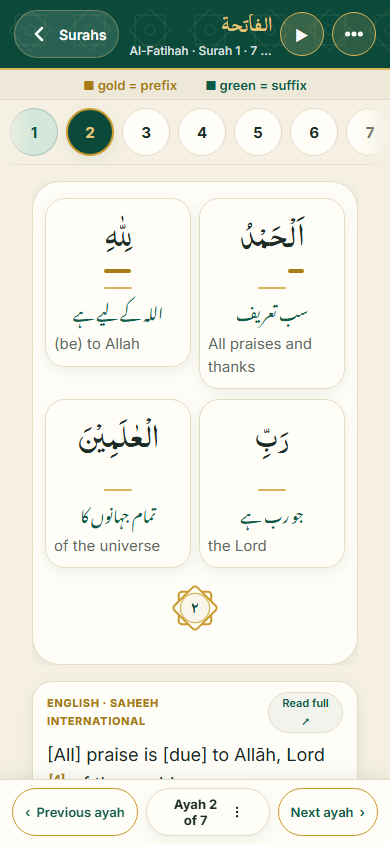 Surahs
الفاتحة
Al-Fatihah · Surah 1 · 7 ...
gold = prefix
green = suffix
1
2
3
4
5
6
7
اَلْحَمْدُ
سب تعریف
All praises and
thanks
لِلّٰهِ
اللہ کے لیے ہے
(be) to Allah
رَبِّ
جو رب ہے
the Lord
الْعٰلَمِیْنَ
تمام جہانوں کا
of the universe
٢
ENGLISH · SAHEEH
INTERNATIONAL
Read full
↗
[All] praise is [due] to Allāh, Lord
‹ Previous ayah
Ayah 2
of 7
Next ayah ›